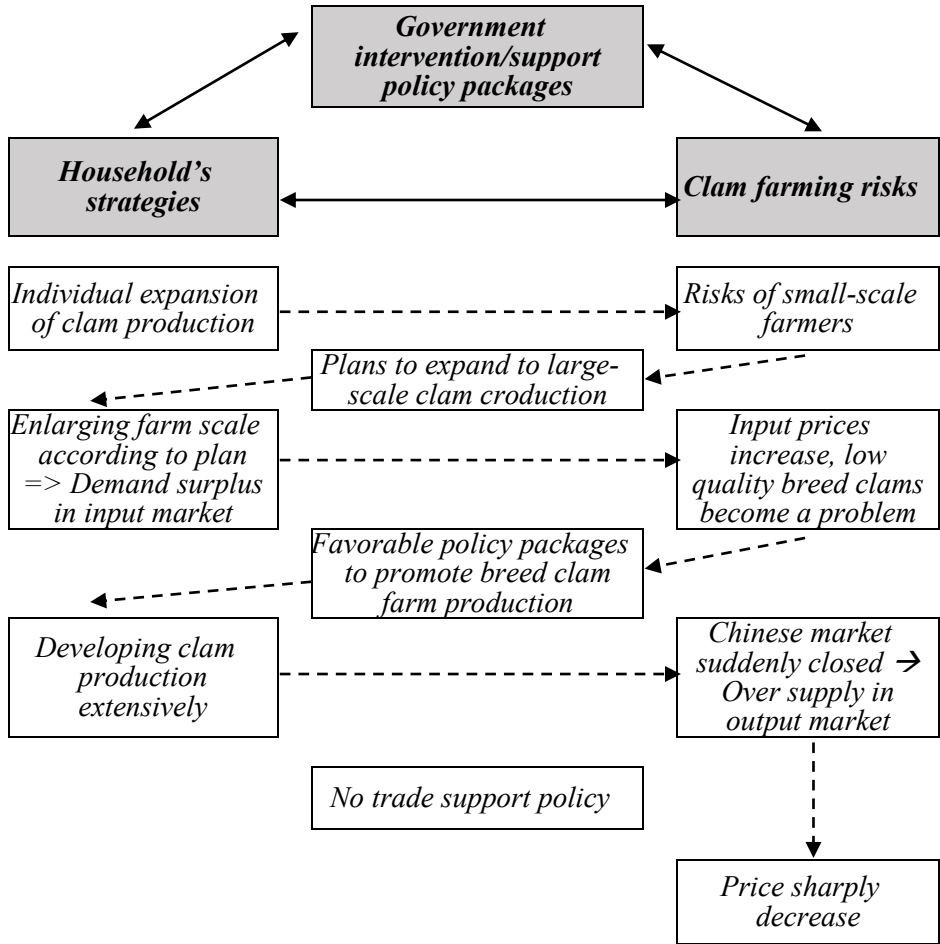 Government
intervention/support
policy packages
Household’s
strategies
Clam farming risks
Individual expansion
of clam production
Risks of small-scale
farmers
Plans to expand to large-
scale clam croduction
Enlarging farm scale
according to plan
=> Demand surplus
in input market
Input prices
increase, low
quality breed clams
become a problem
Favorable policy packages
to promote breed clam
farm production
Developing clam
production
extensively
Chinese market
suddenly closed →
Over supply in
output market
No trade support policy
Price sharply
decrease